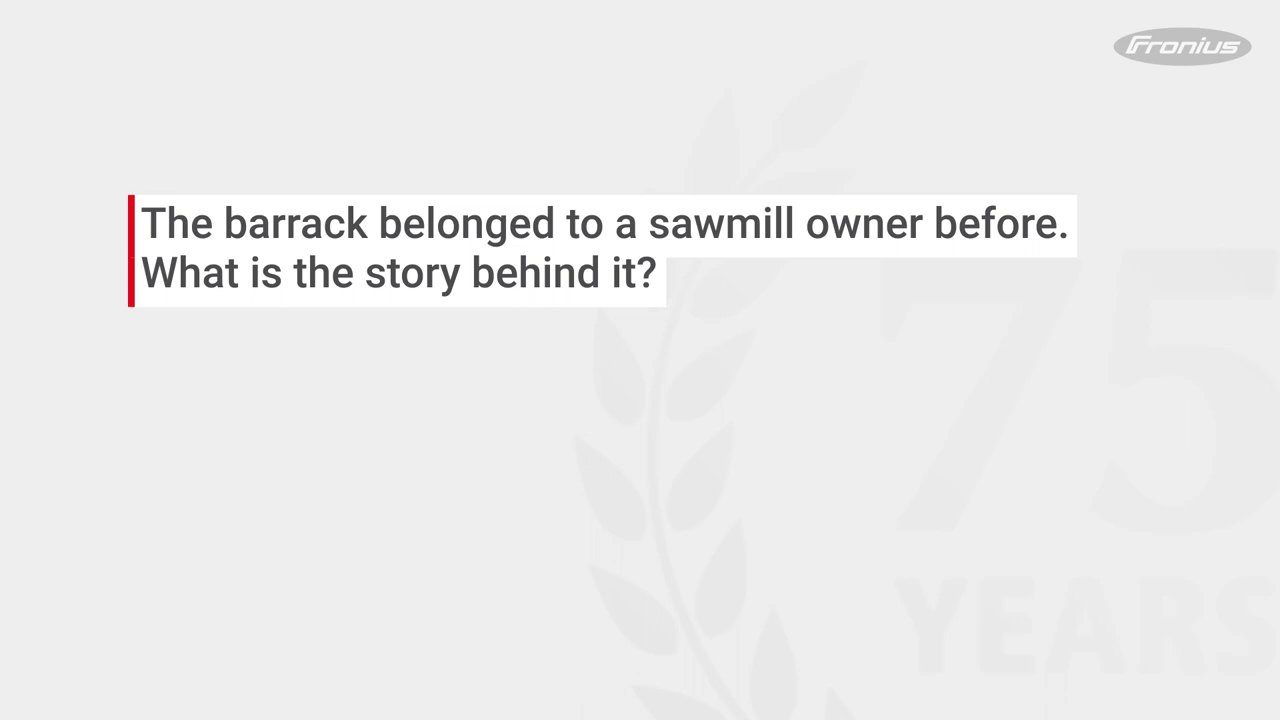 Fronius
The barrack belonged to a sawmill owner before.
What is the story behind it?
75
YEARS